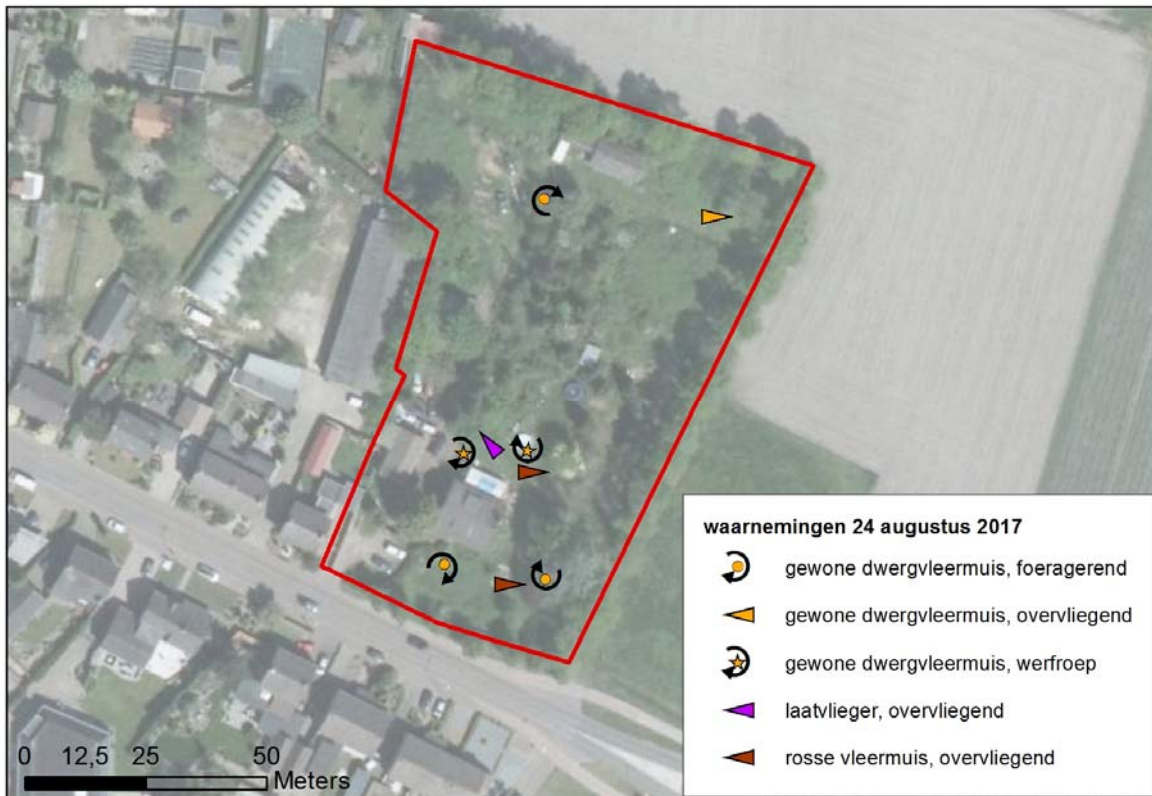 waarnemingen 24 augustus 2017
gewone dwergvleermuis, foeragerend
gewone dwergvleermuis, overvliegend
gewone dwergvleermuis, werfroep
laatvlieger, overvliegend
rosse vleermuis, overvliegend
0 12,5 25 50
Meters